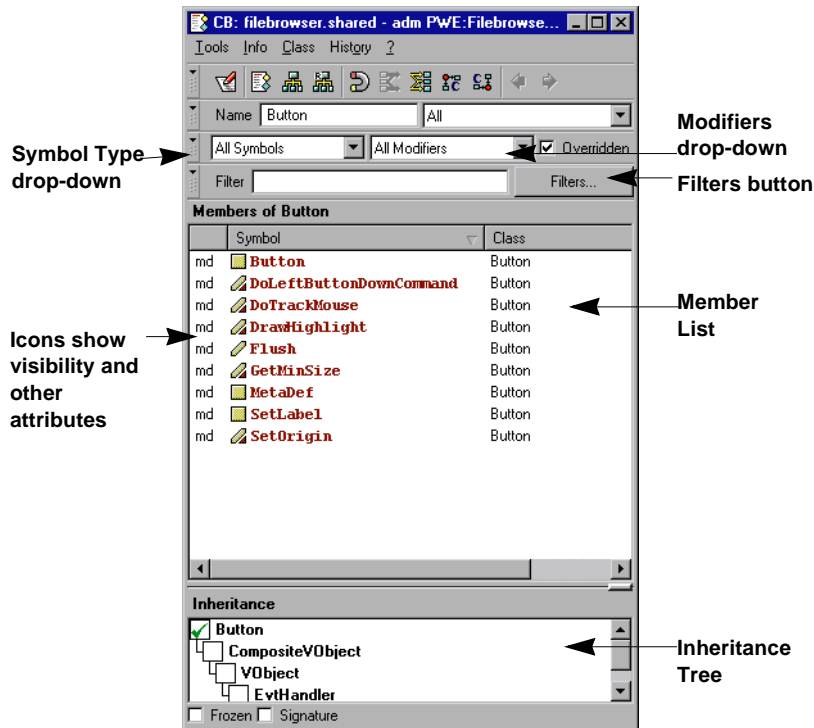 CB: filebrowser.shared - adm PWE:Filebrowse...
Tools Info Class History ?
Name Button All
All Symbols All Modifiers Overridden
Filter Filters...
Members of Button
Symbol Class
md Button Button
md DoLeftButtonDownCommand Button
md DoTrackMouse Button
md DrawHighlight Button
md Flush Button
md GetMinSize Button
md MetaDef Button
md SetLabel Button
md SetOrigin Button
Inheritance
Button
CompositeVObject
VObject
EvtHandler
Frozen Signature
Symbol Type
drop-down
Icons show
visibility and
other
attributes
Modifiers
drop-down
Filters button
Member
List
Inheritance
Tree